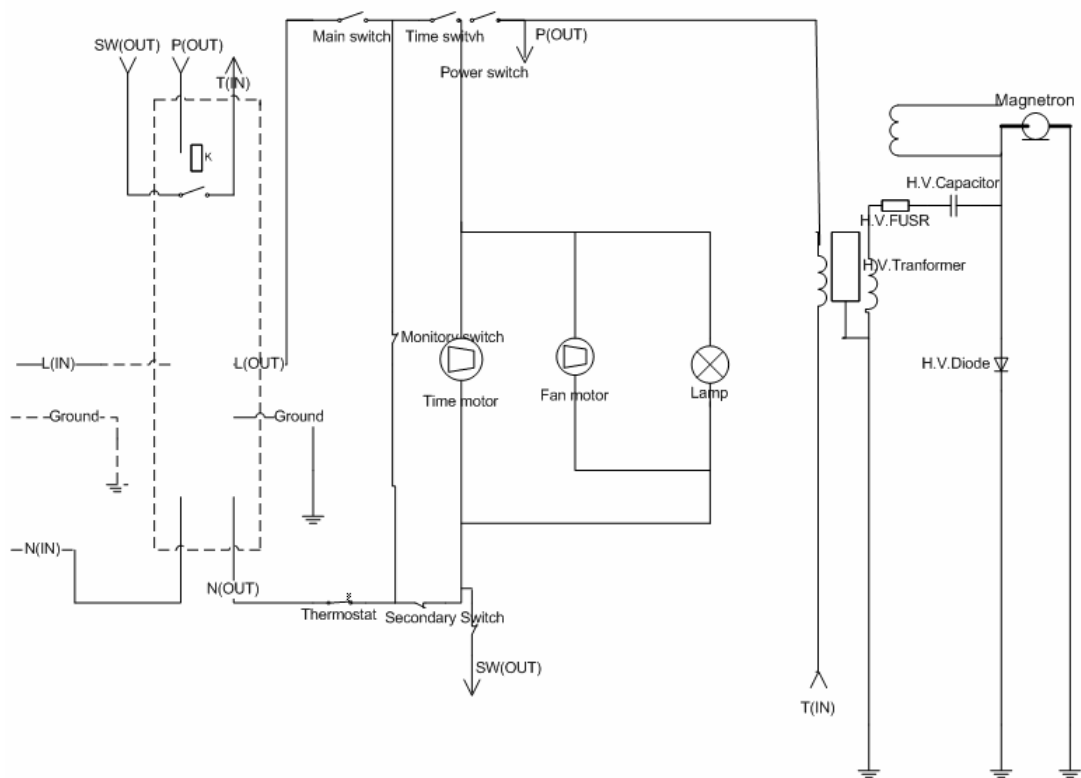 Main switch
Time switvh
P(OUT)
SW(OUT)
P(OUT)
T(IN)
Power switch
Magnetron
K
H.V.Capacitor
H.V.FUSR
H.V.Tranformer
Monitory switch
L(IN)
L(OUT)
H.V.Diode
Time motor
Fan motor
Lamp
Ground
Ground
N(IN)
N(OUT)
Thermostat
Secondary Switch
SW(OUT)
T(IN)